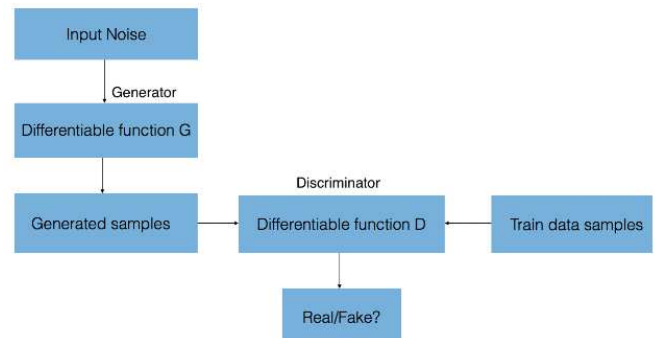 Input Noise
Generator
Differentiable function G
Discriminator
Generated samples
Differentiable function D
Train data samples
Real/Fake?